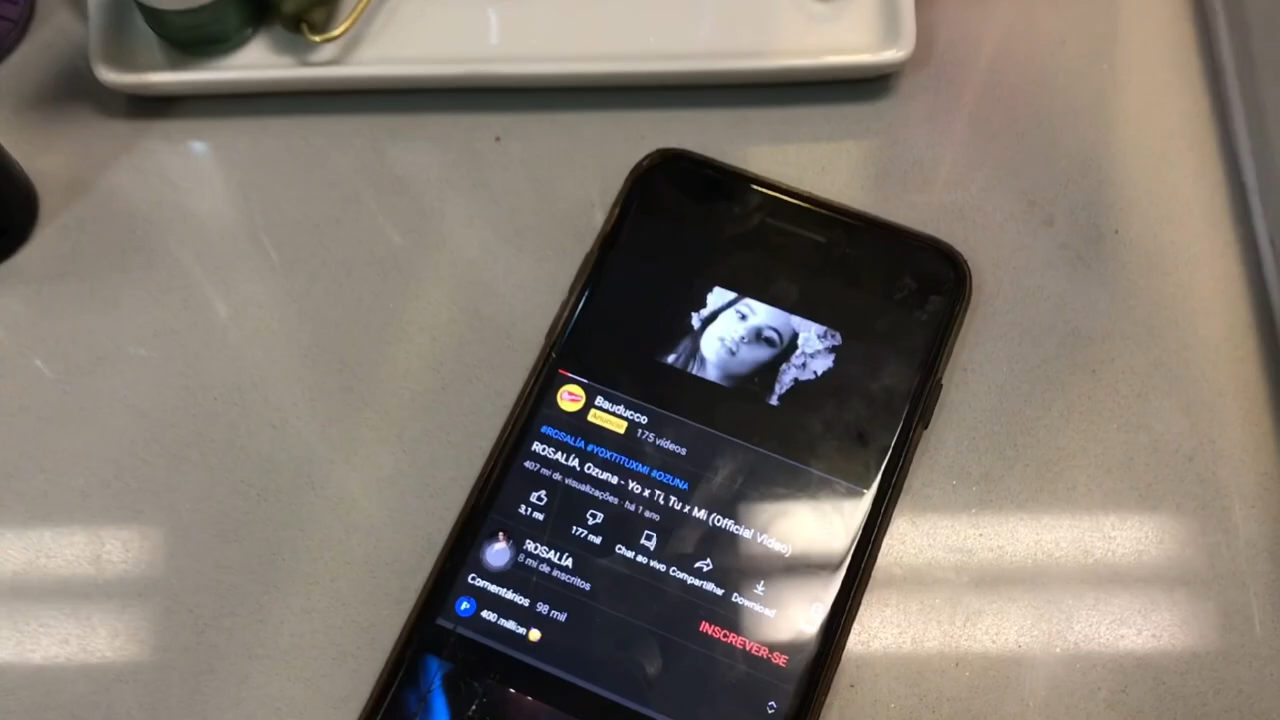 Bauducco
Anúncio 175 vídeos
#ROSALÍA #YOXTITUXMI #OZUNA
ROSALÍA, Ozuna - Yo x Ti, Tu x Mi (Official Video)
407 mi de visualizações · há 1 ano
3,1 mi
177 mil
Chat ao vivo
Compartilhar
Download
ROSALÍA
8 mi de inscritos
INSCREVER-SE
Comentários 98 mil
P 400 million